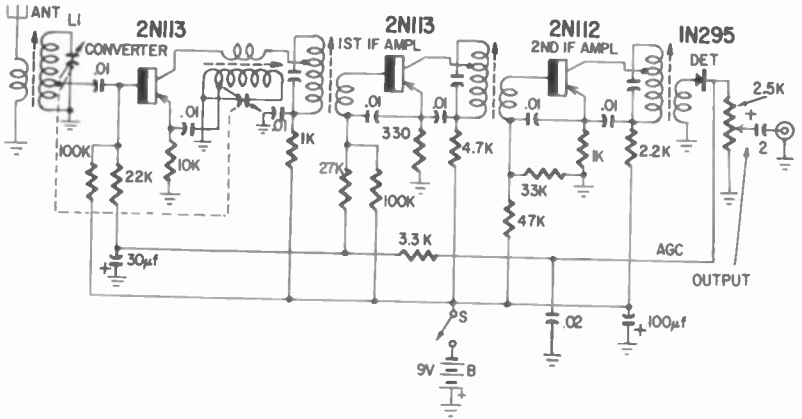 ANT
L1
2N113
CONVERTER
2N113
1ST IF AMPL
2N112
2ND IF AMPL
1N295
DET
.01
.01
.01
.01
.01
.01
.01
2.5K
+
2
100K
22K
10K
1K
27K
100K
330
4.7K
33K
1K
47K
2.2K
3.3K
AGC
OUTPUT
+
30µf
S
.02
+
100µf
9V
B
+